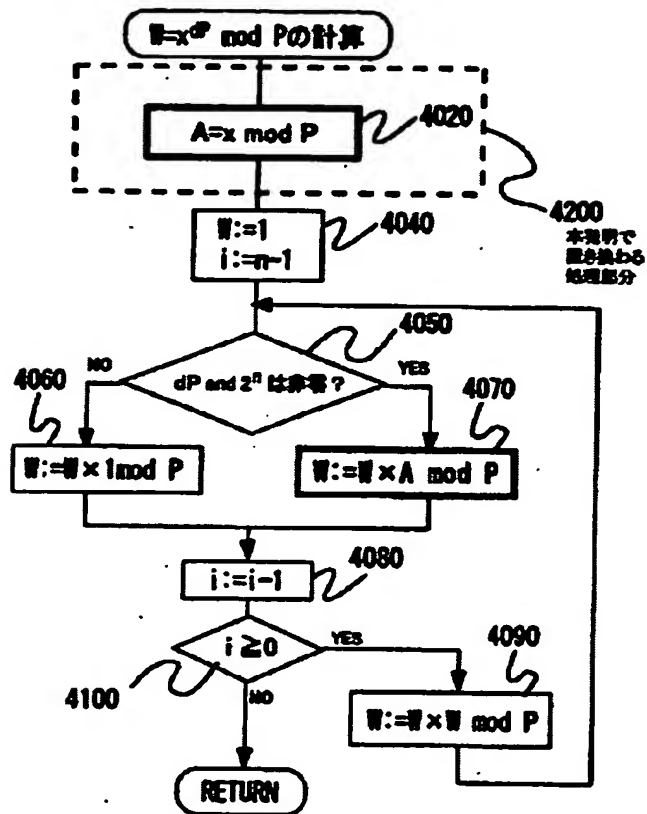 W=x^dP mod Pの計算
A=x mod P
4020
4200
本発明で
置き換わる
処理部分
W:=1
i:=n-1
4040
4050
NO
dP and 2^n は非零？
YES
4060
4070
W:=W×1mod P
W:=W×A mod P
i:=i-1
4080
i≧0
YES
4090
4100
NO
W:=W×W mod P
RETURN